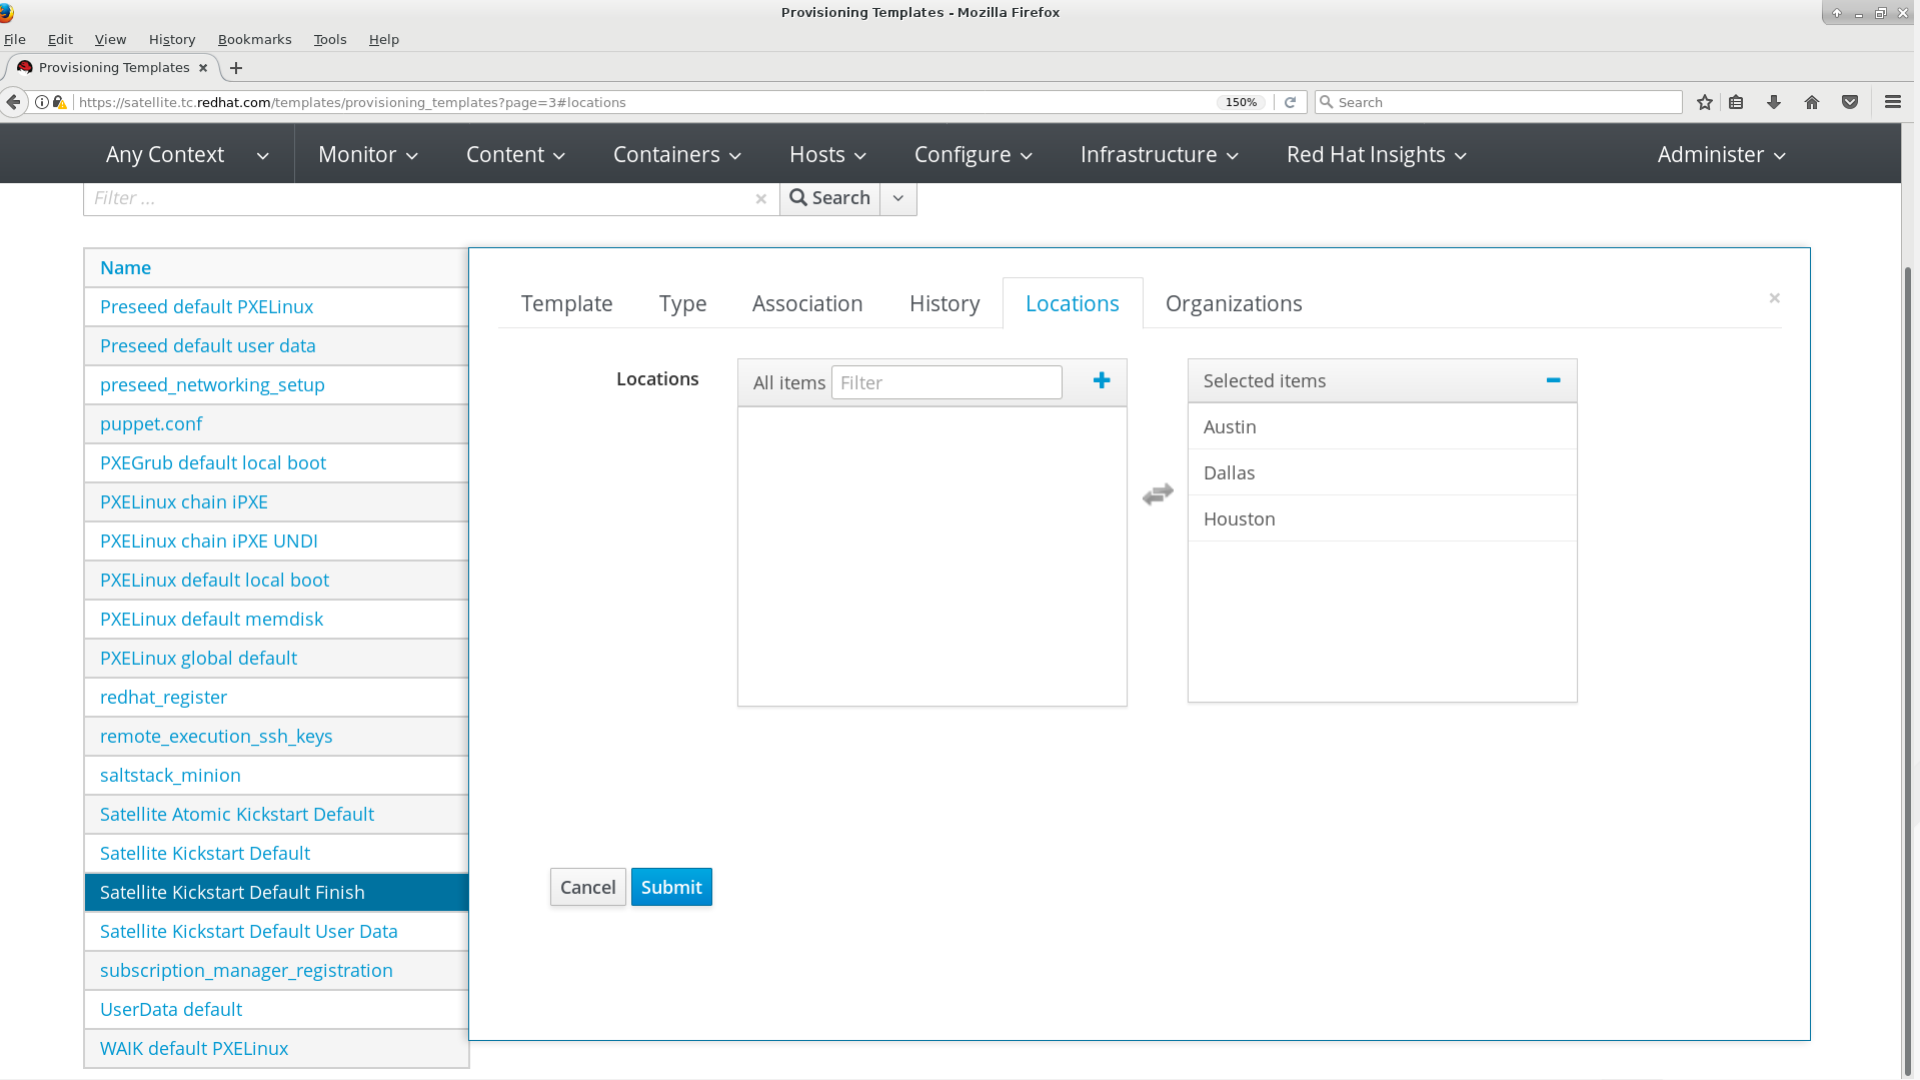 Provisioning Templates - Mozilla Firefox
File Edit View History Bookmarks Tools Help
Provisioning Templates
https://satellite.tc.redhat.com/templates/provisioning_templates?page=3#locations 150% Search
Any Context Monitor Content Containers Hosts Configure Infrastructure Red Hat Insights Administer
Filter ... Search
Name
Preseed default PXELinux
Preseed default user data
preseed_networking_setup
puppet.conf
PXEGrub default local boot
PXELinux chain iPXE
PXELinux chain iPXE UNDI
PXELinux default local boot
PXELinux default memdisk
PXELinux global default
redhat_register
remote_execution_ssh_keys
saltstack_minion
Satellite Atomic Kickstart Default
Satellite Kickstart Default
Satellite Kickstart Default Finish
Satellite Kickstart Default User Data
subscription_manager_registration
UserData default
WAIK default PXELinux
Template Type Association History Locations Organizations
Locations
All items Filter
Selected items
Austin
Dallas
Houston
Cancel Submit